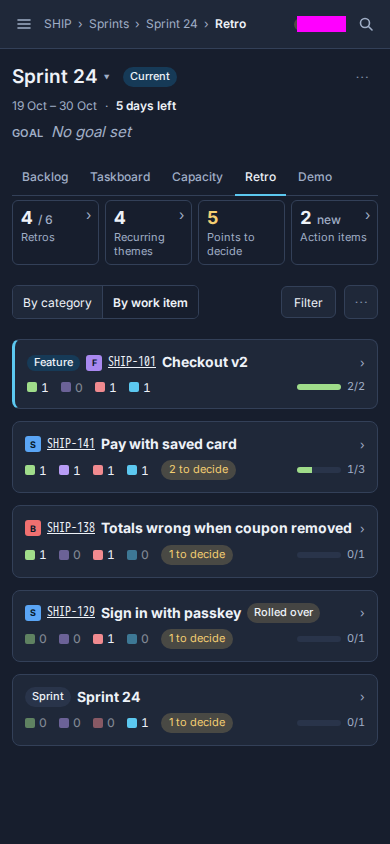 SHIP › Sprints › Sprint 24 › Retro
Sprint 24 ▾ Current ···
19 Oct – 30 Oct · 5 days left
GOAL No goal set
Backlog Taskboard Capacity Retro Demo
4 / 6 ›
Retros
4 ›
Recurring themes
5
Points to decide
2 new ›
Action items
By category By work item Filter ···
Feature F SHIP-101 Checkout v2 ›
1 0 1 1 2/2
S SHIP-141 Pay with saved card ›
1 1 1 1 2 to decide 1/3
B SHIP-138 Totals wrong when coupon removed ›
1 0 1 0 1 to decide 0/1
S SHIP-129 Sign in with passkey Rolled over ›
0 0 1 0 1 to decide 0/1
Sprint Sprint 24 ›
0 0 0 1 1 to decide 0/1